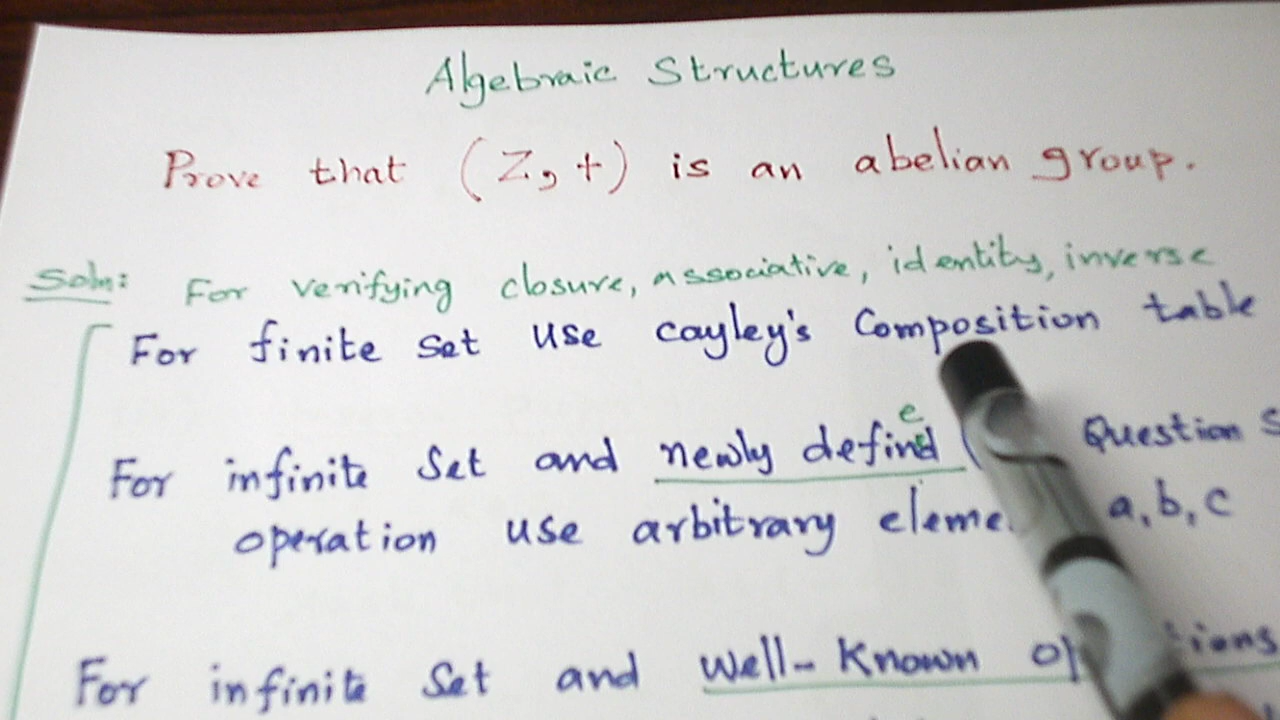 Algebraic Structures
Prove that (Z, +) is an abelian group.
Soln: For verifying closure, associative, identity, inverse
For finite set use cayley's Composition table
For infinite set and newly defined ( Question
operation use arbitrary a, b, c
For infinite set and well-known